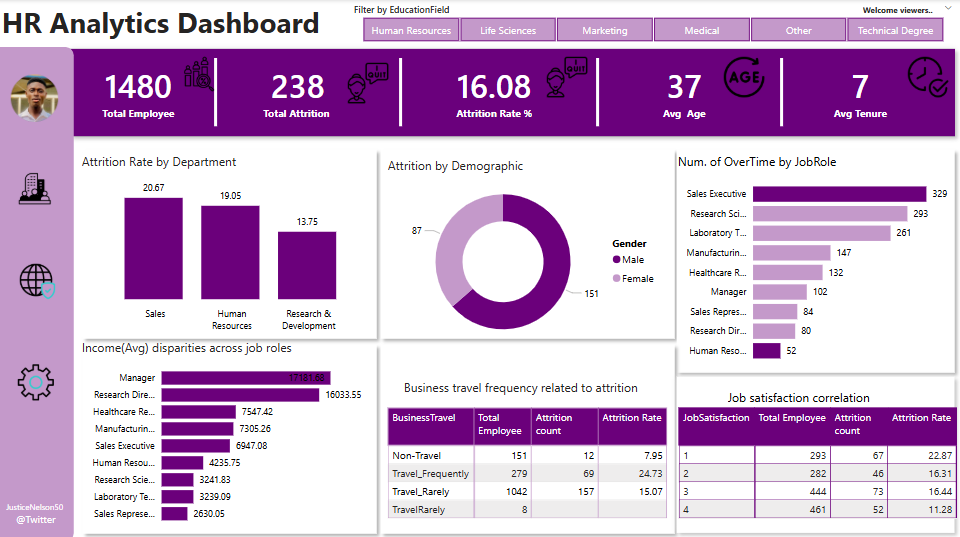 HR Analytics Dashboard
Filter by EducationField
Welcome viewers..
Human Resources Life Sciences Marketing Medical Other Technical Degree
1480
Total Employee
238
Total Attrition
I QUIT
16.08
Attrition Rate %
I QUIT
37
Avg Age
AGE
7
Avg Tenure
Attrition Rate by Department
20.67
19.05
13.75
Sales
Human
Resources
Research &
Development
Attrition by Demographic
87
151
Gender
Male
Female
Num. of OverTime by JobRole
Sales Executive 329
Research Sci... 293
Laboratory T... 261
Manufacturin... 147
Healthcare R... 132
Manager 102
Sales Repres... 84
Research Dir... 80
Human Reso... 52
Income(Avg) disparities across job roles
Manager 17181.68
Research Dire... 16033.55
Healthcare Re... 7547.42
Manufacturin... 7305.26
Sales Executive 6947.08
Human Resou... 4235.75
Research Scie... 3241.83
Laboratory Te... 3239.09
Sales Represe... 2630.05
Business travel frequency related to attrition
BusinessTravel Total Employee Attrition count Attrition Rate
Non-Travel 151 12 7.95
Travel_Frequently 279 69 24.73
Travel_Rarely 1042 157 15.07
TravelRarely 8
Job satisfaction correlation
JobSatisfaction Total Employee Attrition count Attrition Rate
1 293 67 22.87
2 282 46 16.31
3 444 73 16.44
4 461 52 11.28
JusticeNelson50
@Twitter